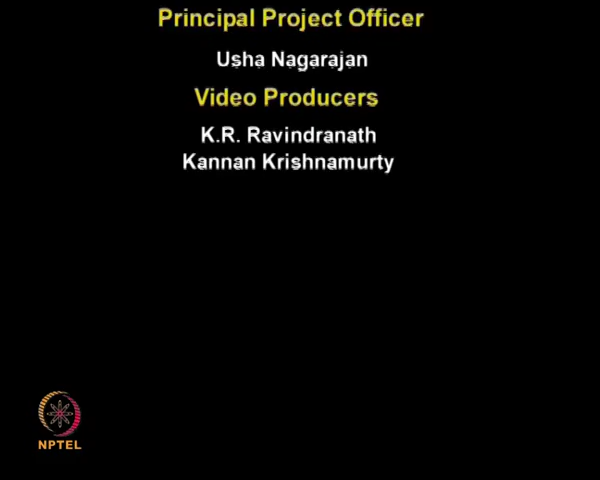 Principal Project Officer
Usha Nagarajan
Video Producers
K.R. Ravindranath
Kannan Krishnamurty
NPTEL